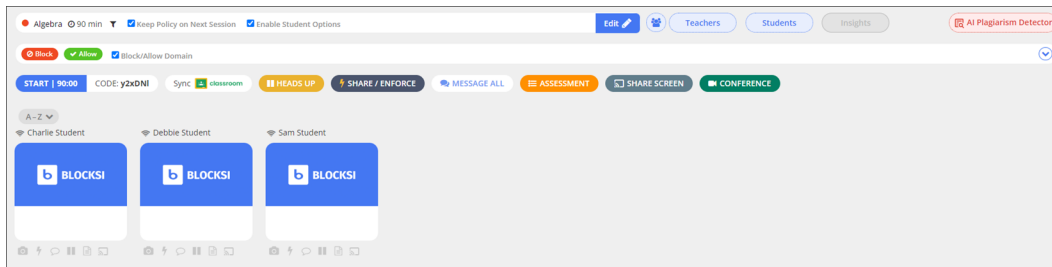 Algebra 90 min Keep Policy on Next Session Enable Student Options Edit Teachers Students Insights AI Plagiarism Detector
Block Allow Block/Allow Domain
START | 90:00 CODE: y2xDNl Sync classroom HEADS UP SHARE / ENFORCE MESSAGE ALL ASSESSMENT SHARE SCREEN CONFERENCE
A-Z
Charlie Student Debbie Student Sam Student
b BLOCKSI b BLOCKSI b BLOCKSI